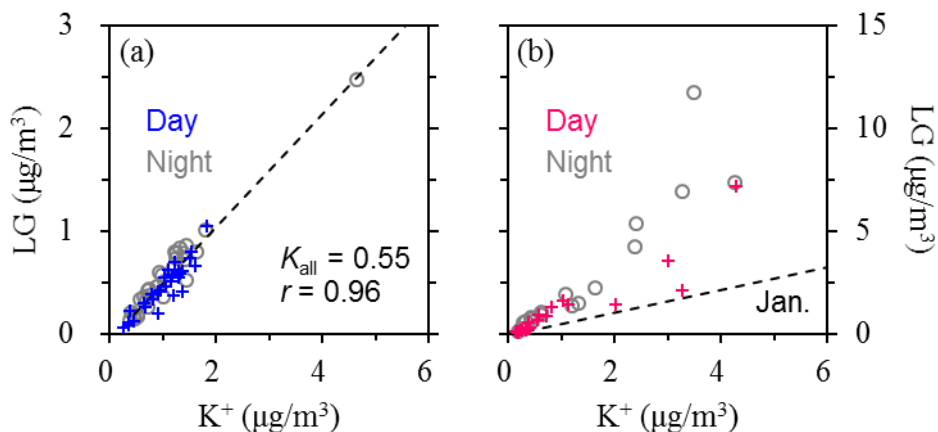 3
(a)
Day
Night
2
1
0
LG (μg/m³)
K_all = 0.55
r = 0.96
0
2
4
6
K⁺ (μg/m³)
(b)
Day
Night
Jan.
15
10
5
0
LG (μg/m³)
0
2
4
6
K⁺ (μg/m³)